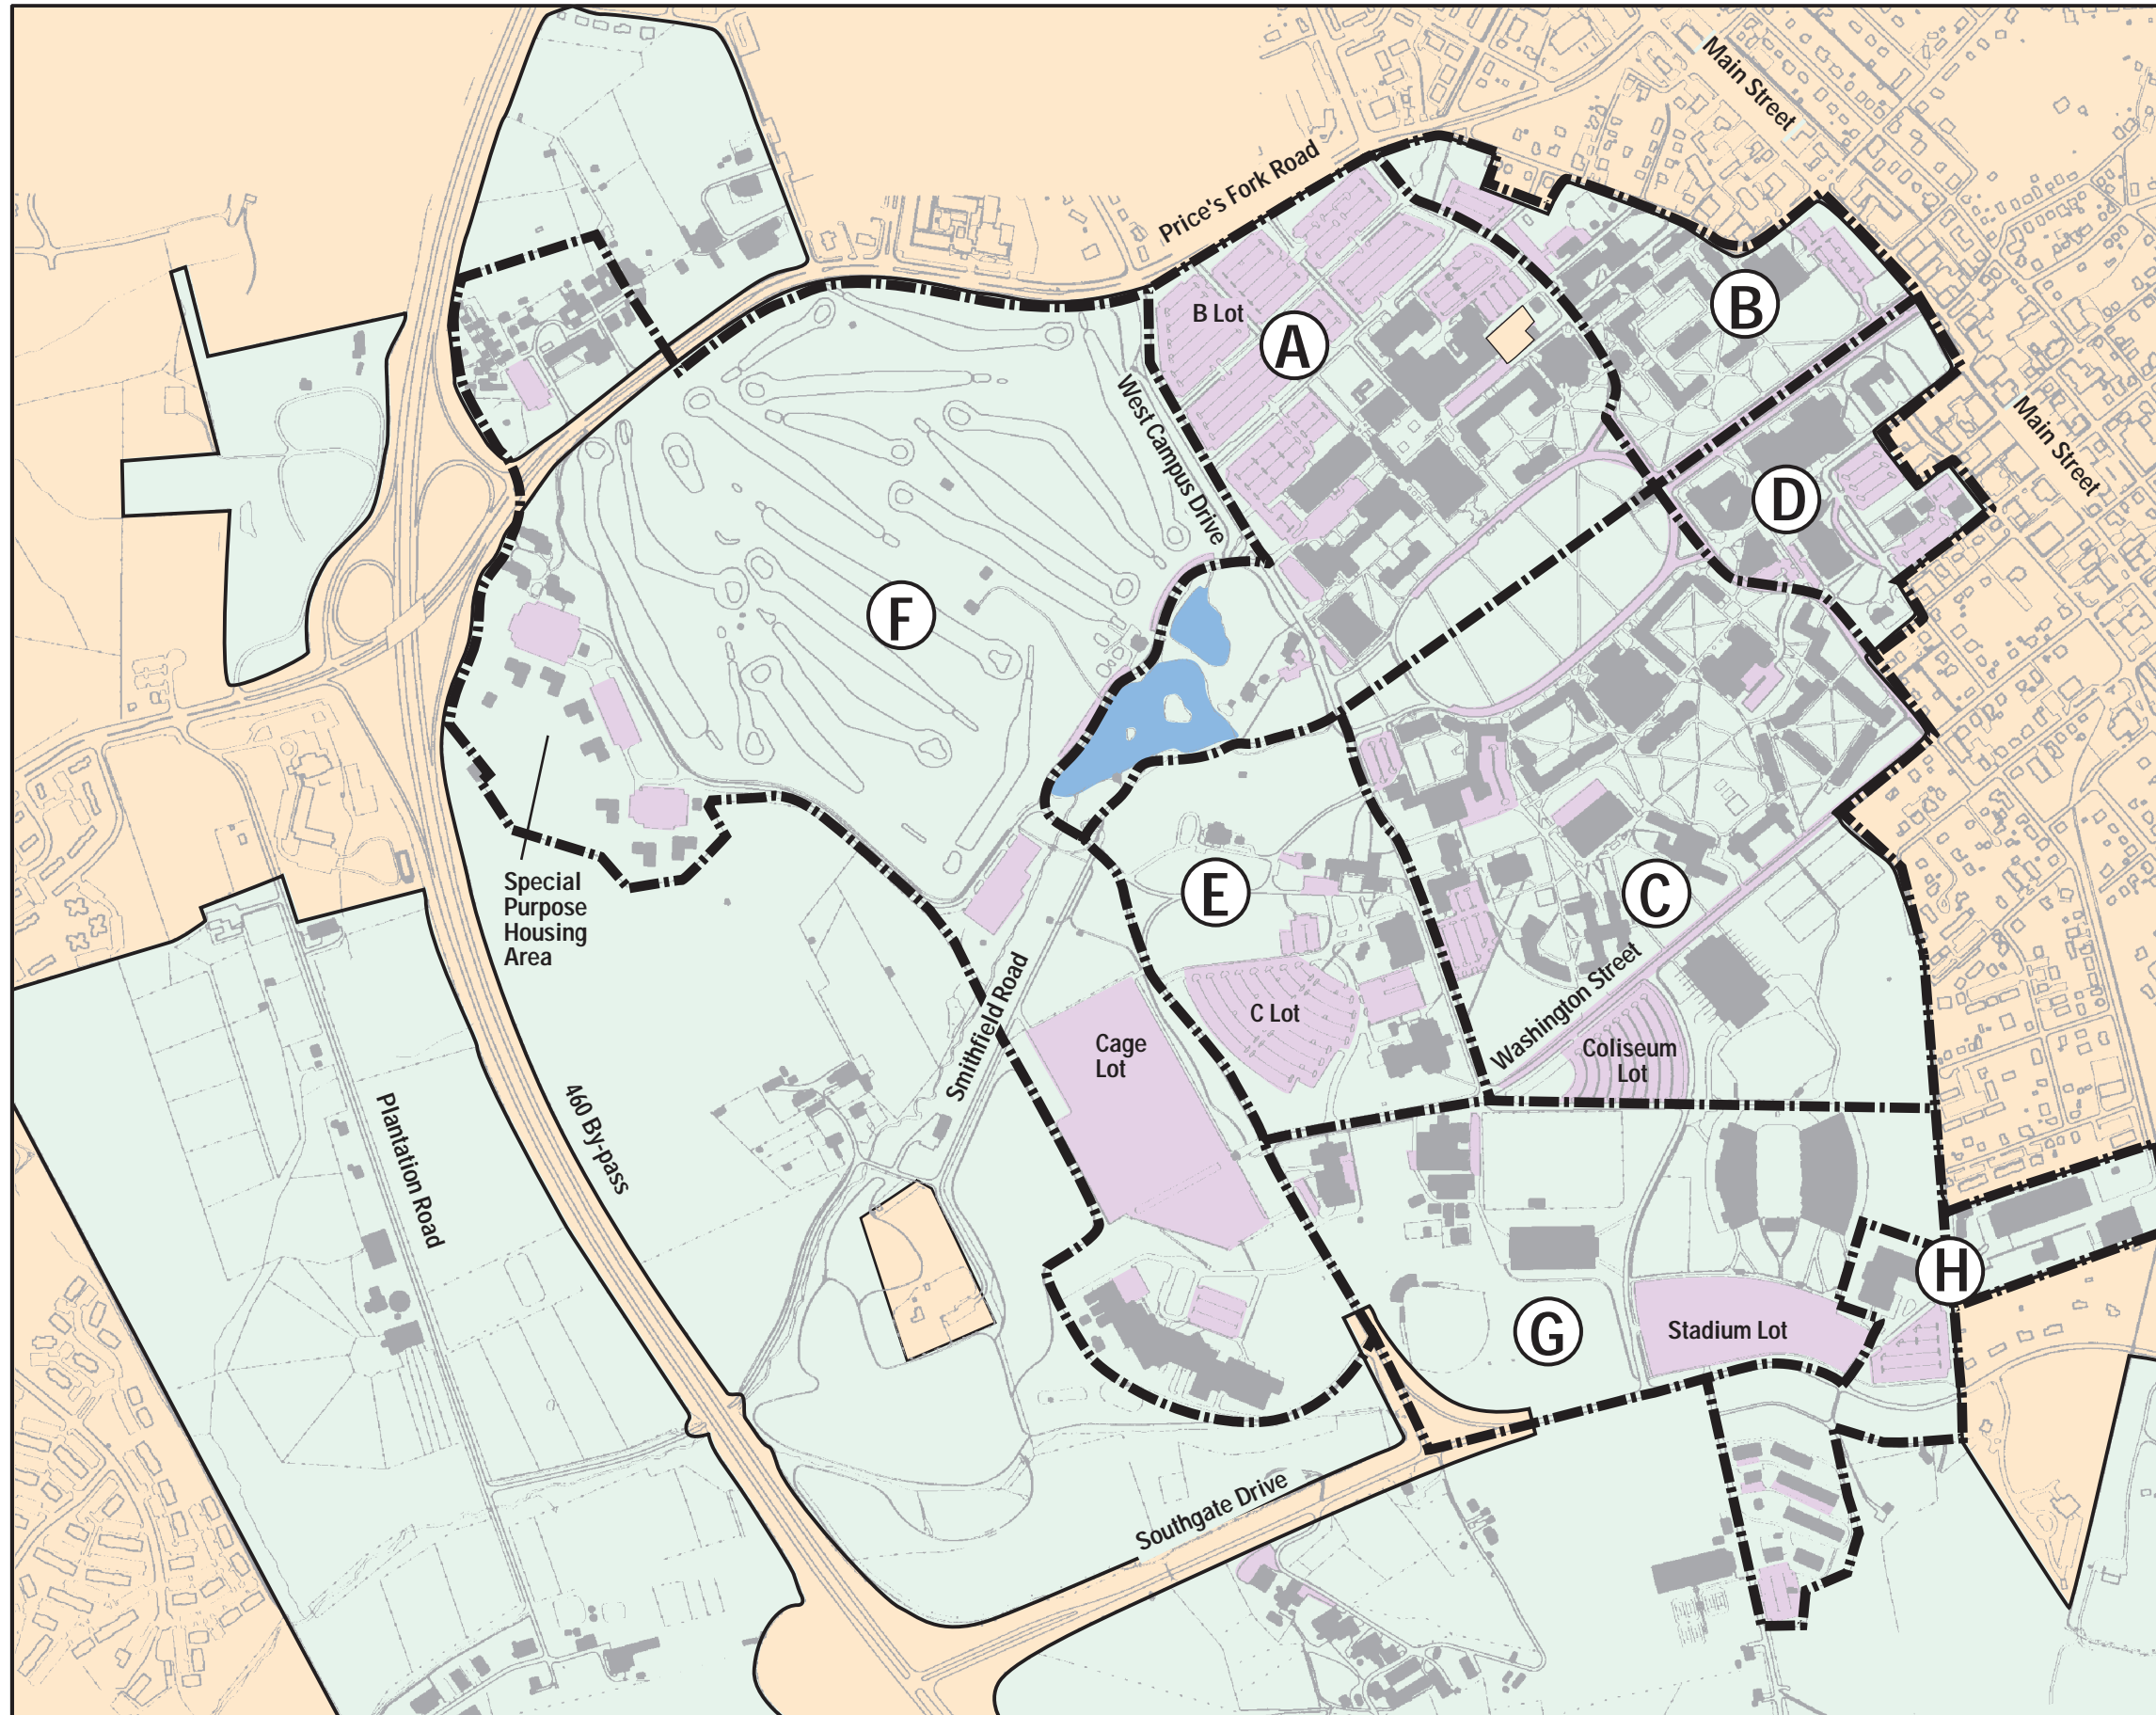 Main Street
Price's Fork Road
B Lot
A
B
West Campus Drive
Main Street
D
F
Special
Purpose
Housing
Area
E
C
Smithfield Road
C Lot
Washington Street
Cage
Lot
Coliseum
Lot
Plantation Road
460 By-pass
H
G
Stadium Lot
Southgate Drive